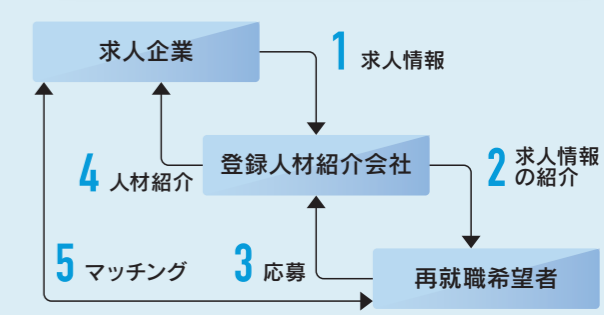 求人企業
1 求人情報
登録人材紹介会社
2 求人情報
の紹介
4 人材紹介
3 応募
5 マッチング
再就職希望者